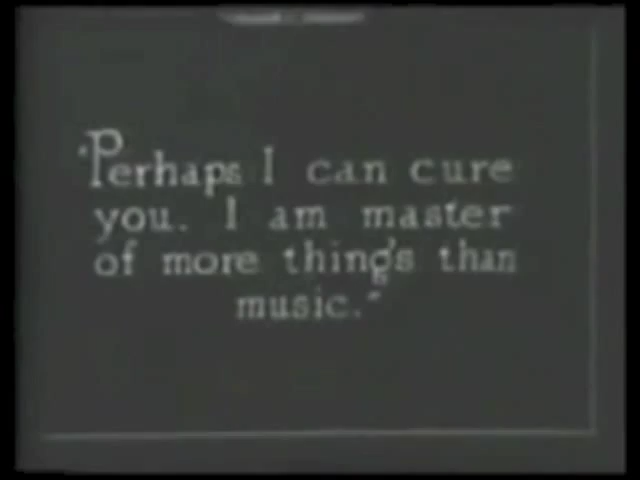 "Perhaps I can cure
you. I am master
of more things than
music."